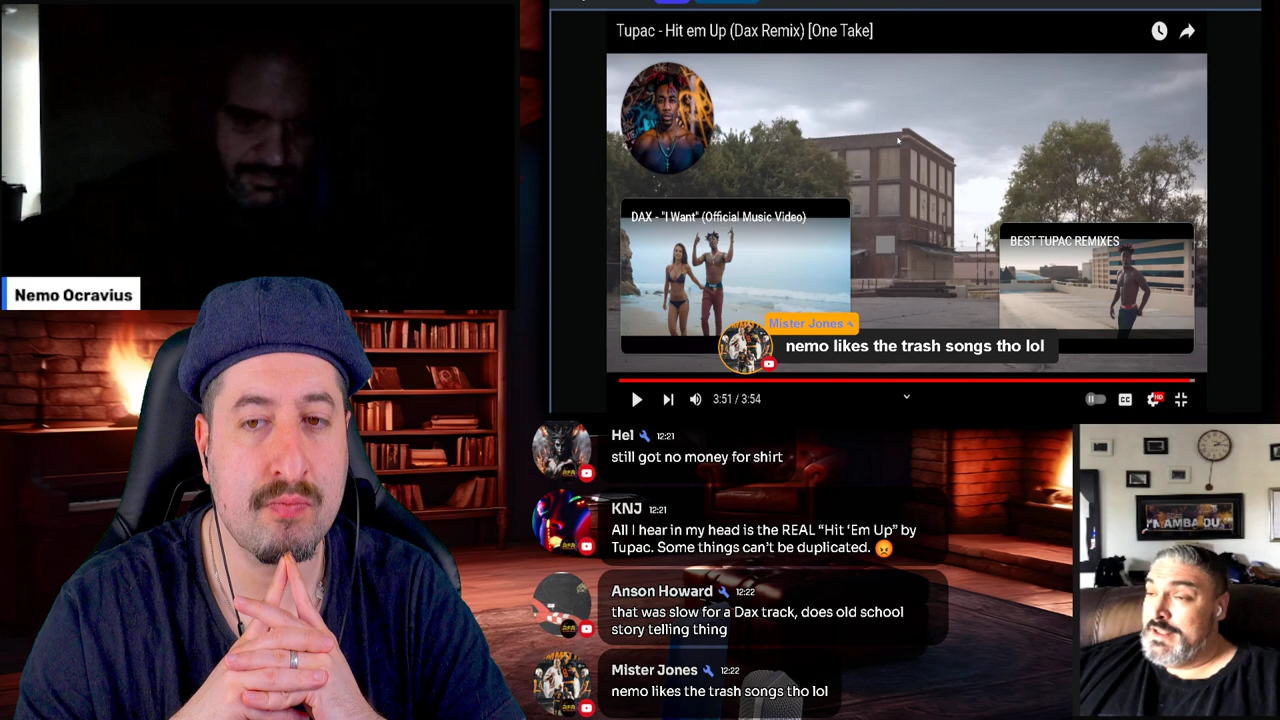 Tupac - Hit em Up (Dax Remix) [One Take]
DAX - "I Want" (Official Music Video)
BEST TUPAC REMIXES
Nemo Ocravius
Mister Jones
nemo likes the trash songs tho lol
3:51 / 3:54
CC
HD
Hel 12:21
still got no money for shirt
KNJ 12:21
All I hear in my head is the REAL “Hit ‘Em Up” by
Tupac. Some things can’t be duplicated. 😡
Anson Howard 12:22
that was slow for a Dax track, does old school
story telling thing
Mister Jones 12:22
nemo likes the trash songs tho lol